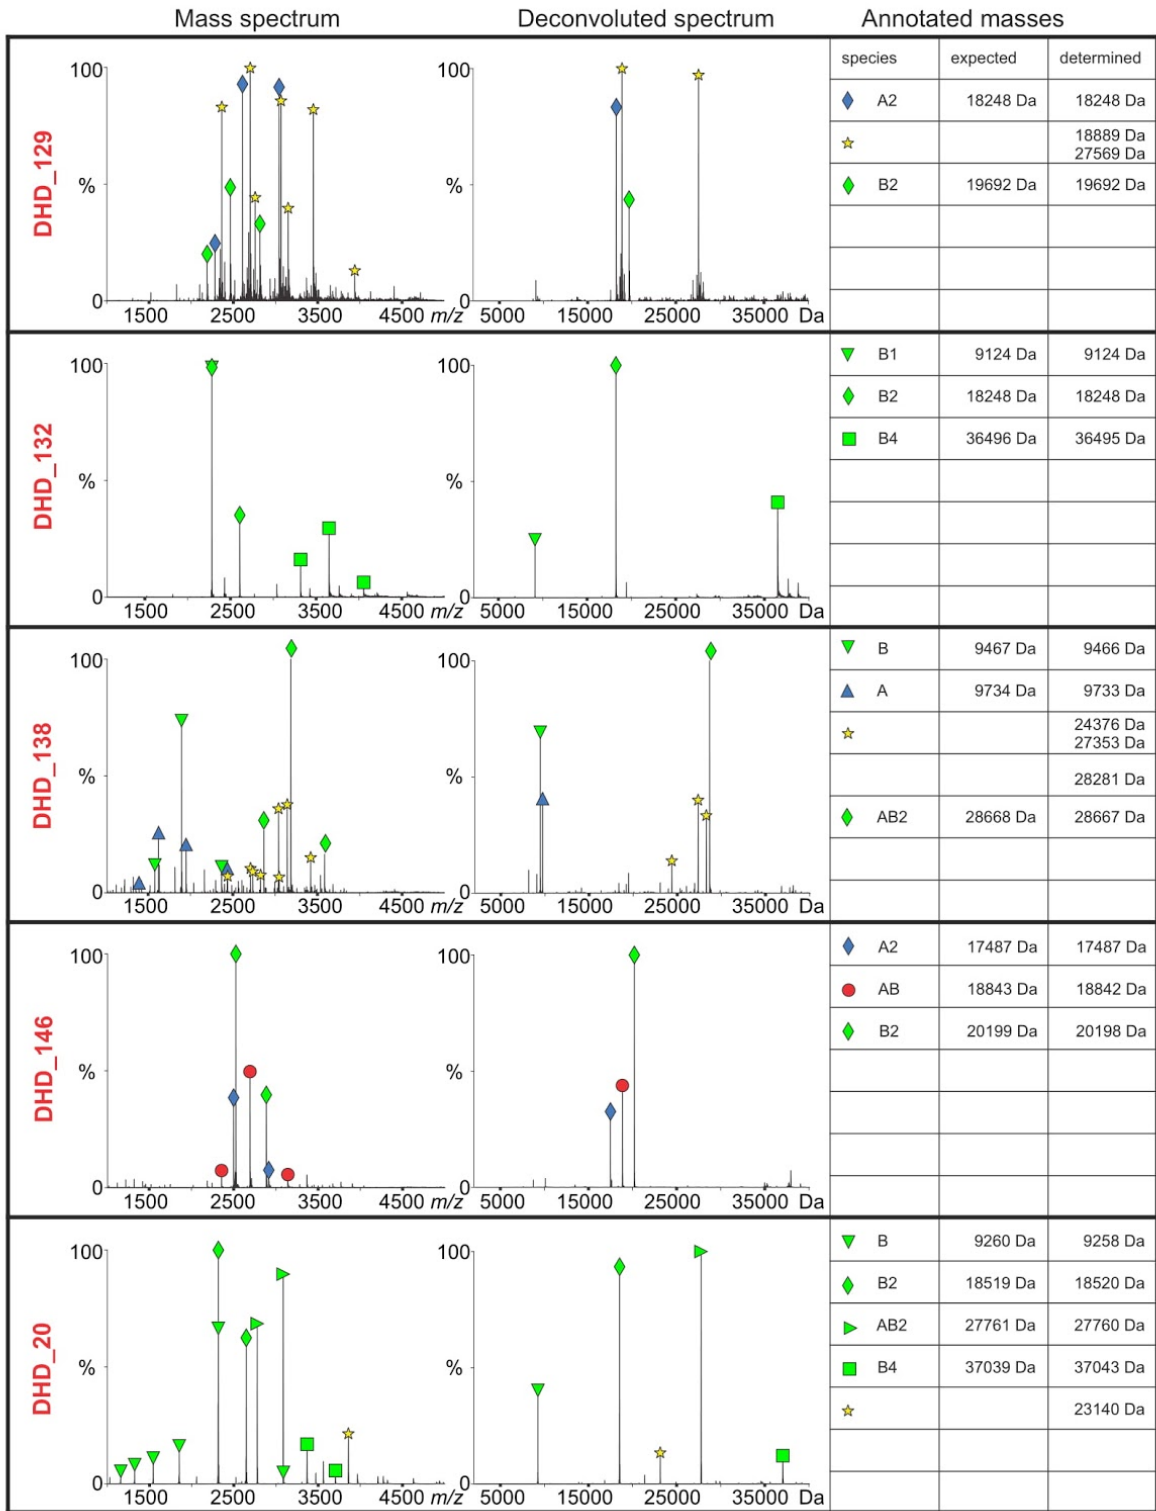 Mass spectrum Deconvoluted spectrum Annotated masses
DHD_129
100
%
0
1500 2500 3500 4500 m/z
100
%
0
5000 15000 25000 35000 Da
species expected determined
A2 18248 Da 18248 Da
18889 Da
27569 Da
B2 19692 Da 19692 Da
DHD_132
100
%
0
1500 2500 3500 4500 m/z
100
%
0
5000 15000 25000 35000 Da
B1 9124 Da 9124 Da
B2 18248 Da 18248 Da
B4 36496 Da 36495 Da
DHD_138
100
%
0
1500 2500 3500 4500 m/z
100
%
0
5000 15000 25000 35000 Da
B 9467 Da 9466 Da
A 9734 Da 9733 Da
24376 Da
27353 Da
28281 Da
AB2 28668 Da 28667 Da
DHD_146
100
%
0
1500 2500 3500 4500 m/z
100
%
0
5000 15000 25000 35000 Da
A2 17487 Da 17487 Da
AB 18843 Da 18842 Da
B2 20199 Da 20198 Da
DHD_20
100
%
0
1500 2500 3500 4500 m/z
100
%
0
5000 15000 25000 35000 Da
B 9260 Da 9258 Da
B2 18519 Da 18520 Da
AB2 27761 Da 27760 Da
B4 37039 Da 37043 Da
23140 Da